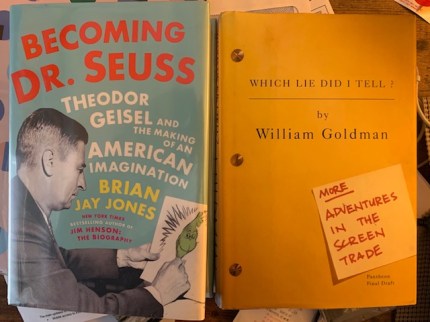 BECOMING
DR. SEUSS
THEODOR
GEISEL AND
THE MAKING
OF AN
AMERICAN
IMAGINATION
BRIAN
JAY JONES
NEW YORK TIMES
BESTSELLING AUTHOR OF
JIM HENSON:
THE BIOGRAPHY
WHICH LIE DID I TELL?
by
William Goldman
MORE
ADVENTURES
IN THE
SCREEN
TRADE
Pantheon